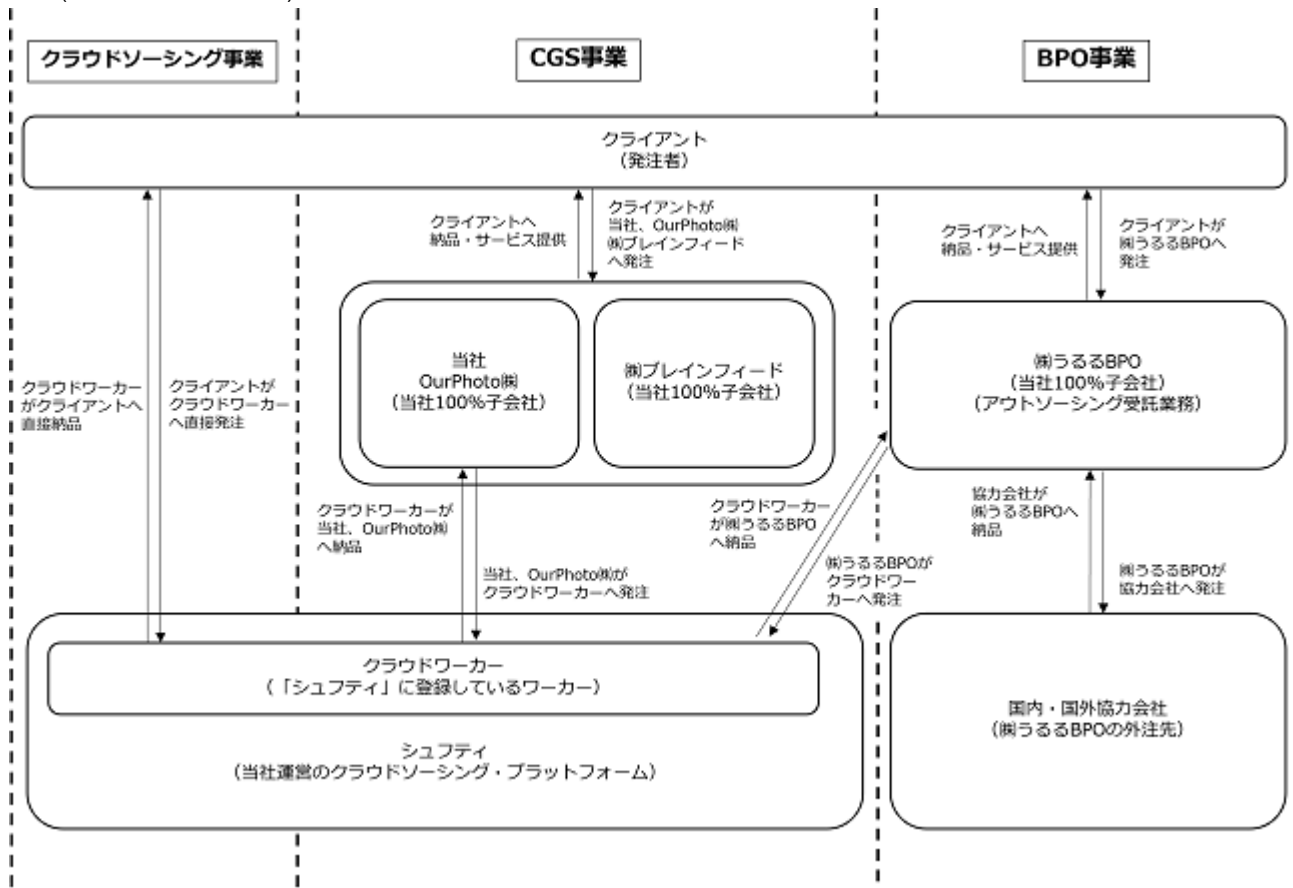 クラウドソーシング事業
CGS事業
BPO事業
クライアント
（発注者）
クライアントへ
納品・サービス提供
クライアントが
当社、OurPhoto㈱
㈱ブレインフィード
へ発注
クライアントへ
納品・サービス提供
クライアントが
㈱うるるBPOへ
発注
当社
OurPhoto㈱
（当社100%子会社）
㈱ブレインフィード
（当社100%子会社）
㈱うるるBPO
（当社100%子会社）
（アウトソーシング受託業務）
クラウドワーカー
がクライアントへ
直接納品
クライアントが
クラウドワーカー
へ直接発注
クラウドワーカーが
当社、OurPhoto㈱
へ納品
当社、OurPhoto㈱が
クラウドワーカーへ発注
クラウドワーカー
が㈱うるるBPO
へ納品
㈱うるるBPOが
クラウドワー
カーへ発注
協力会社が
㈱うるるBPOへ
納品
㈱うるるBPOが
協力会社へ発注
クラウドワーカー
（「シュフティ」に登録しているワーカー）
シュフティ
（当社運営のクラウドソーシング・プラットフォーム）
国内・国外協力会社
（㈱うるるBPOの外注先）